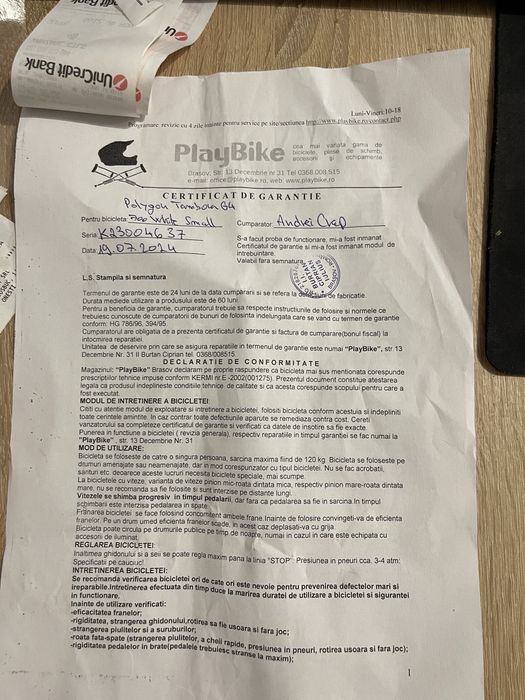 UniCredit Bank
Luni-Vineri:10-18
Programare revizie cu 4 zile inainte pentru service pe site/sectiunea http://www.playbike.ro/contact.php
PlayBike
cea mai variata gama de
biciclete, piese de schimb,
accesorii si echipamente
Brasov, Str. 13 Decembrie nr 31 Tel 0368.008.515
e-mail: office@playbike.ro, web: www.playbike.ro
CERTIFICAT DE GARANTIE
Polygon Tambora G4
Pentru bicicleta White Small
Cumparator
Seria: K23D04637
Data: 19.07.2024
S-a facut proba de functionare, mi-a fost inmanat
Certificatul de garantie si mi-a fost inmanat modul de
intrebuintare.
Valabil fara semnatura
L.S. Stampila si semnatura
Termenul de garantie este de 24 luni de la data cumpararii si se refera la defectiuni de fabricatie.
Durata mediede utilizare a produsului este de 60 luni.
Pentru a beneficia de garantie, cumparatorul trebuie sa respecte instructiunile de folosire si normele ce
trebuiesc cunoscute de cumparatorii de bunuri de folosinta indelungata care se vand cu termen de garantie
conform: HG 786/96, 394/95.
Cumparatorul are obligatia de a prezenta certificatul de garantie si factura de cumparare(bonul fiscal) la
intocmirea reparatiei.
Unitatea de deservire prin care se asigura reparatiile in termenul de garantie este numai "PlayBike", str.13
Decembrie Nr. 31 II Burtan Ciprian tel. 0368/008515.
DECLARATIE DE CONFORMITATE
Magazinul: "PlayBike" Brasov declaram pe proprie raspundere ca bicicleta mai sus mentionata corespunde
prescriptiilor tehnice impuse conform KERMI nr.E -2002(001275). Prezentul document constituie atestarea
legala ca produsul indeplineste conditiile tehnice de calitate si ca acesta corespunde scopului pentru care a
fost executat.
MODUL DE INTRETINERE A BICICLETEI:
Cititi cu atentie modul de exploatare si intretinere a bicicletei, folositi bicicleta conform acestuia si indepliniti
toate cerintele amintite. In caz contrar toate defectiunile aparute se remediaza contra cost. Cereti
vanzatorului sa completeze certificatul de garantie si verificati ca datele de insotire sa fie exacte.
Punerea in functiune a bicicletei ( revizia generala), respectiv reparatiile in timpul garantiei se fac numai la
"PlayBike" , str. 13 Decembrie Nr. 31
MOD DE UTILIZARE:
Bicicleta se foloseste de catre o singura persoana, sarcina maxima fiind de 120 kg. Bicicleta se foloseste pe
drumuri amenajate sau neamenajate, dar in mod corespunzator cu tipul bicicletei. Nu se fac acrobatii,
sarituri etc. deoarece aceste lucruri necesita biciclete speciale, mai scumpe.
La bicicletele cu viteze, varianta de viteze pinion mic-roata dintata mica, respectiv pinion mare-roata dintata
mare, nu se recomanda sa fie folosite si sunt interzise pe distante lungi.
Vitezele se shimba progresiv in timpul pedalarii, dar fara ca pedalarea sa fie in sarcina.In timpul
schimbarii este interzisa pedalarea in spate.
Frânarea bicicletei se face folosind concomitent ambele frane.Inainte de folosire convingeti-va de eficienta
franelor. Pe un drum umed eficienta franelor scade, in acest caz deplasati-va cu grija.
Bicicleta poate circula pe drumurile publice pe timp de noapte, numai in cazul in care este echipata cu
accesorii de iluminat.
REGLAREA BICICLETEI
Inaltimea ghidonului si a seii se poate regla maxim pana la linia "STOP". Presiunea in pneuri cca. 3-4 atm:
Specificatii pe cauciuc!
INTRETINEREA BICICLETEI:
Se recomanda verificarea bicicletei ori de cate ori este nevoie pentru prevenirea defectelor mari si
ireparabile.Intretinerea efectuata din timp duce la marirea duratei de utilizare a bicicletei si sigurantei
in functionare.
Inainte de utilizare verificati:
-eficacitatea franelor;
-rigiditatea, strangerea ghidonului,rotirea sa fie usoara si fara joc;
-strangerea piulitelor si a suruburilor;
-roata fata-spate (strangerea piulitelor, a cheii rapide, presiunea in pneuri, rotirea usoara si fara joc);
-rigiditatea pedalelor in brate(pedalele trebuiesc stranse la maxim);
1